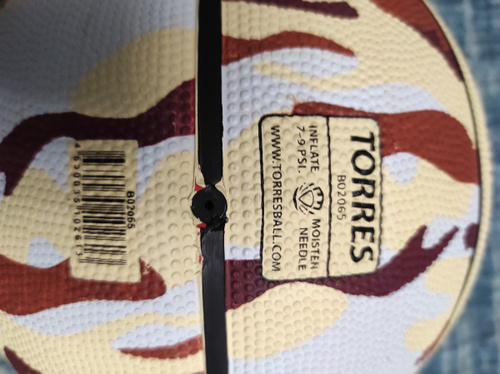 TORRES
B02065
INFLATE
7-9 PSI.
MOISTEN
NEEDLE
WWW.TORRESBALL.COM
B02065